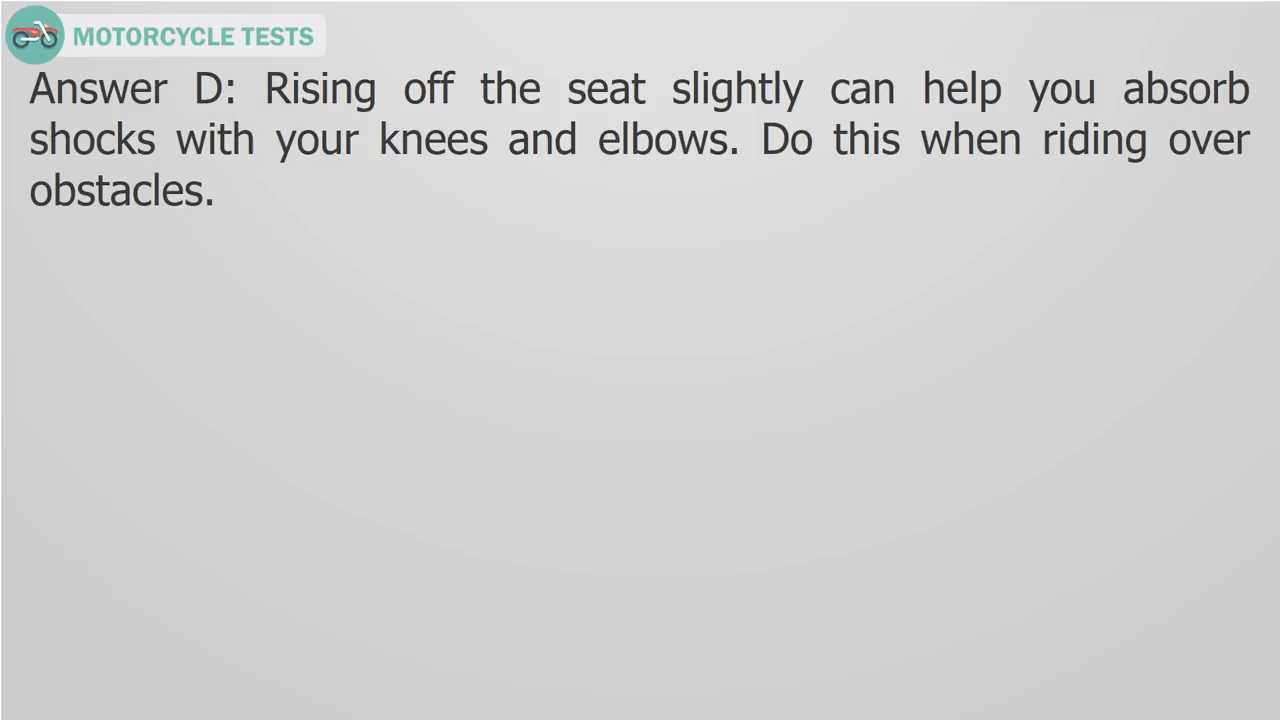 MOTORCYCLE TESTS
Answer D: Rising off the seat slightly can help you absorb
shocks with your knees and elbows. Do this when riding over
obstacles.